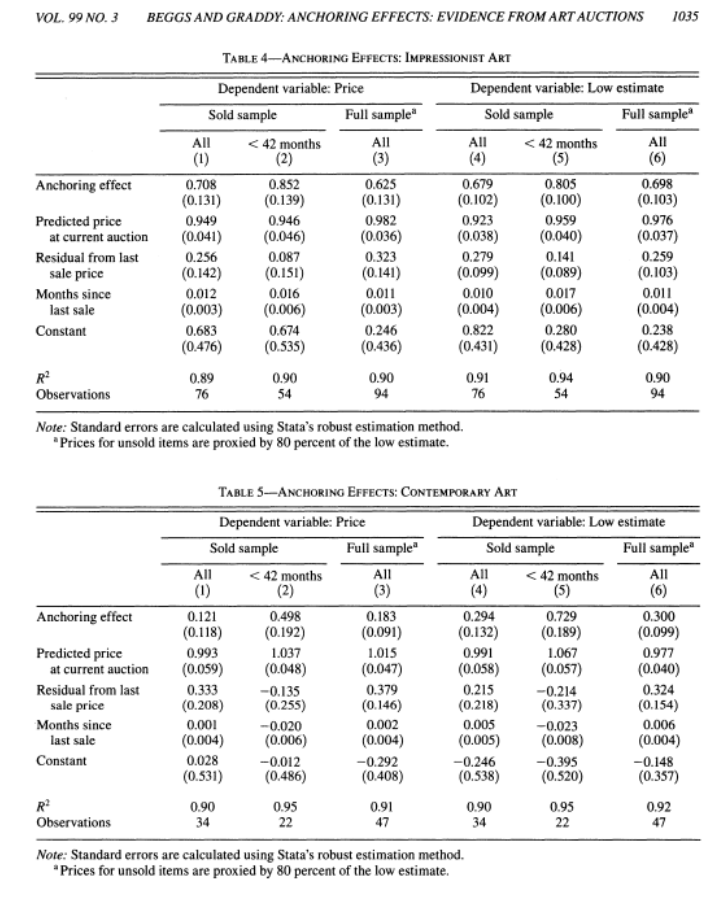 VOL. 99 NO. 3 BEGGS AND GRADDY: ANCHORING EFFECTS: EVIDENCE FROM ART AUCTIONS 1035
TABLE 4—ANCHORING EFFECTS: IMPRESSIONIST ART
Dependent variable: Price Dependent variable: Low estimate
Sold sample Full sampleª Sold sample Full sampleª
All < 42 months All All < 42 months All
(1) (2) (3) (4) (5) (6)
Anchoring effect 0.708 0.852 0.625 0.679 0.805 0.698
(0.131) (0.139) (0.131) (0.102) (0.100) (0.103)
Predicted price 0.949 0.946 0.982 0.923 0.959 0.976
at current auction (0.041) (0.046) (0.036) (0.038) (0.040) (0.037)
Residual from last 0.256 0.087 0.323 0.279 0.141 0.259
sale price (0.142) (0.151) (0.141) (0.099) (0.089) (0.103)
Months since 0.012 0.016 0.011 0.010 0.017 0.011
last sale (0.003) (0.006) (0.003) (0.004) (0.006) (0.004)
Constant 0.683 0.674 0.246 0.822 0.280 0.238
(0.476) (0.535) (0.436) (0.431) (0.428) (0.428)
R² 0.89 0.90 0.90 0.91 0.94 0.90
Observations 76 54 94 76 54 94
Note: Standard errors are calculated using Stata's robust estimation method.
ª Prices for unsold items are proxied by 80 percent of the low estimate.
TABLE 5—ANCHORING EFFECTS: CONTEMPORARY ART
Dependent variable: Price Dependent variable: Low estimate
Sold sample Full sampleª Sold sample Full sampleª
All < 42 months All All < 42 months All
(1) (2) (3) (4) (5) (6)
Anchoring effect 0.121 0.498 0.183 0.294 0.729 0.300
(0.118) (0.192) (0.091) (0.132) (0.189) (0.099)
Predicted price 0.993 1.037 1.015 0.991 1.067 0.977
at current auction (0.059) (0.048) (0.047) (0.058) (0.057) (0.040)
Residual from last 0.333 −0.135 0.379 0.215 −0.214 0.324
sale price (0.208) (0.255) (0.146) (0.218) (0.337) (0.154)
Months since 0.001 −0.020 0.002 0.005 −0.023 0.006
last sale (0.004) (0.006) (0.004) (0.005) (0.008) (0.004)
Constant 0.028 −0.012 −0.292 −0.246 −0.395 −0.148
(0.531) (0.486) (0.408) (0.538) (0.520) (0.357)
R² 0.90 0.95 0.91 0.90 0.95 0.92
Observations 34 22 47 34 22 47
Note: Standard errors are calculated using Stata's robust estimation method.
ª Prices for unsold items are proxied by 80 percent of the low estimate.